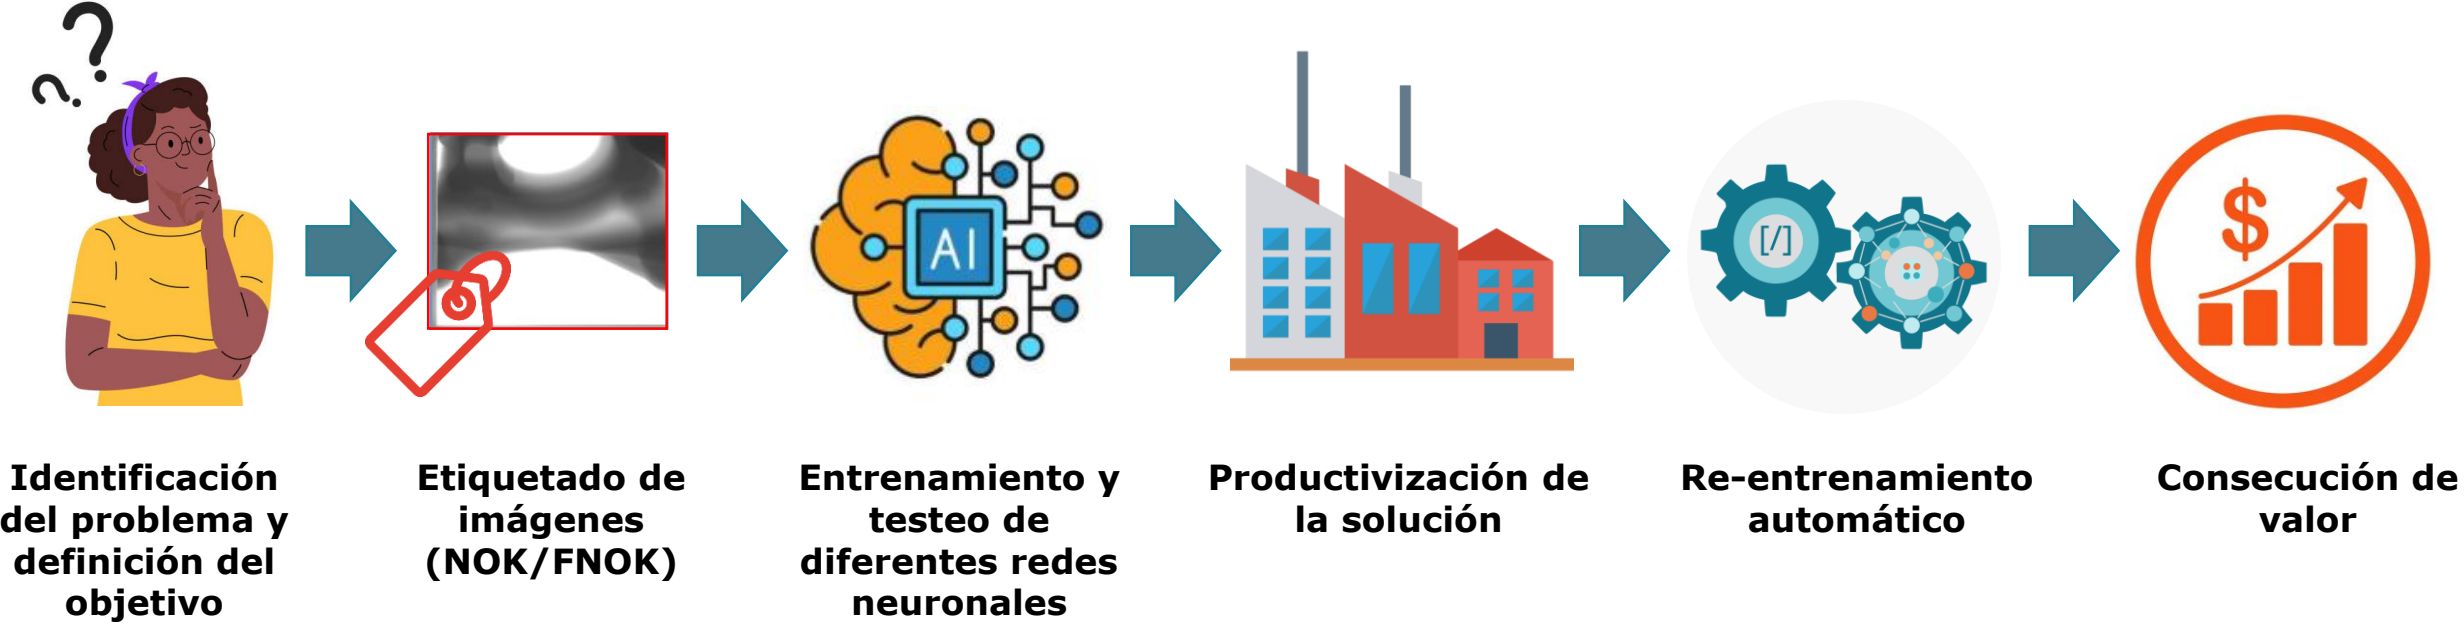 ? ?
AI
[/]
$
Identificación
del problema y
definición del
objetivo
Etiquetado de
imágenes
(NOK/FNOK)
Entrenamiento y
testeo de
diferentes redes
neuronales
Productivización de
la solución
Re-entrenamiento
automático
Consecución de
valor